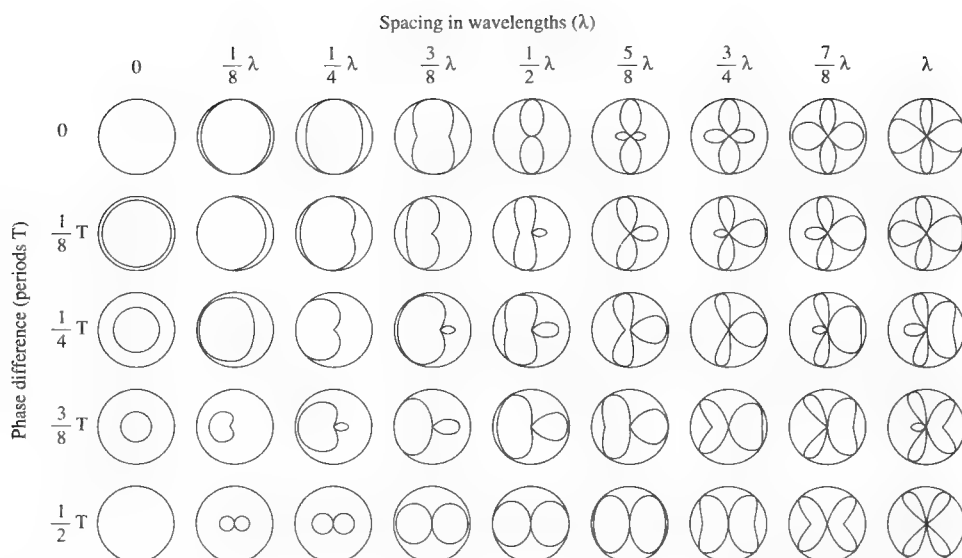 Spacing in wavelengths (λ)
0 1/8 λ 1/4 λ 3/8 λ 1/2 λ 5/8 λ 3/4 λ 7/8 λ λ
Phase difference (periods T)
0
1/8 T
1/4 T
3/8 T
1/2 T